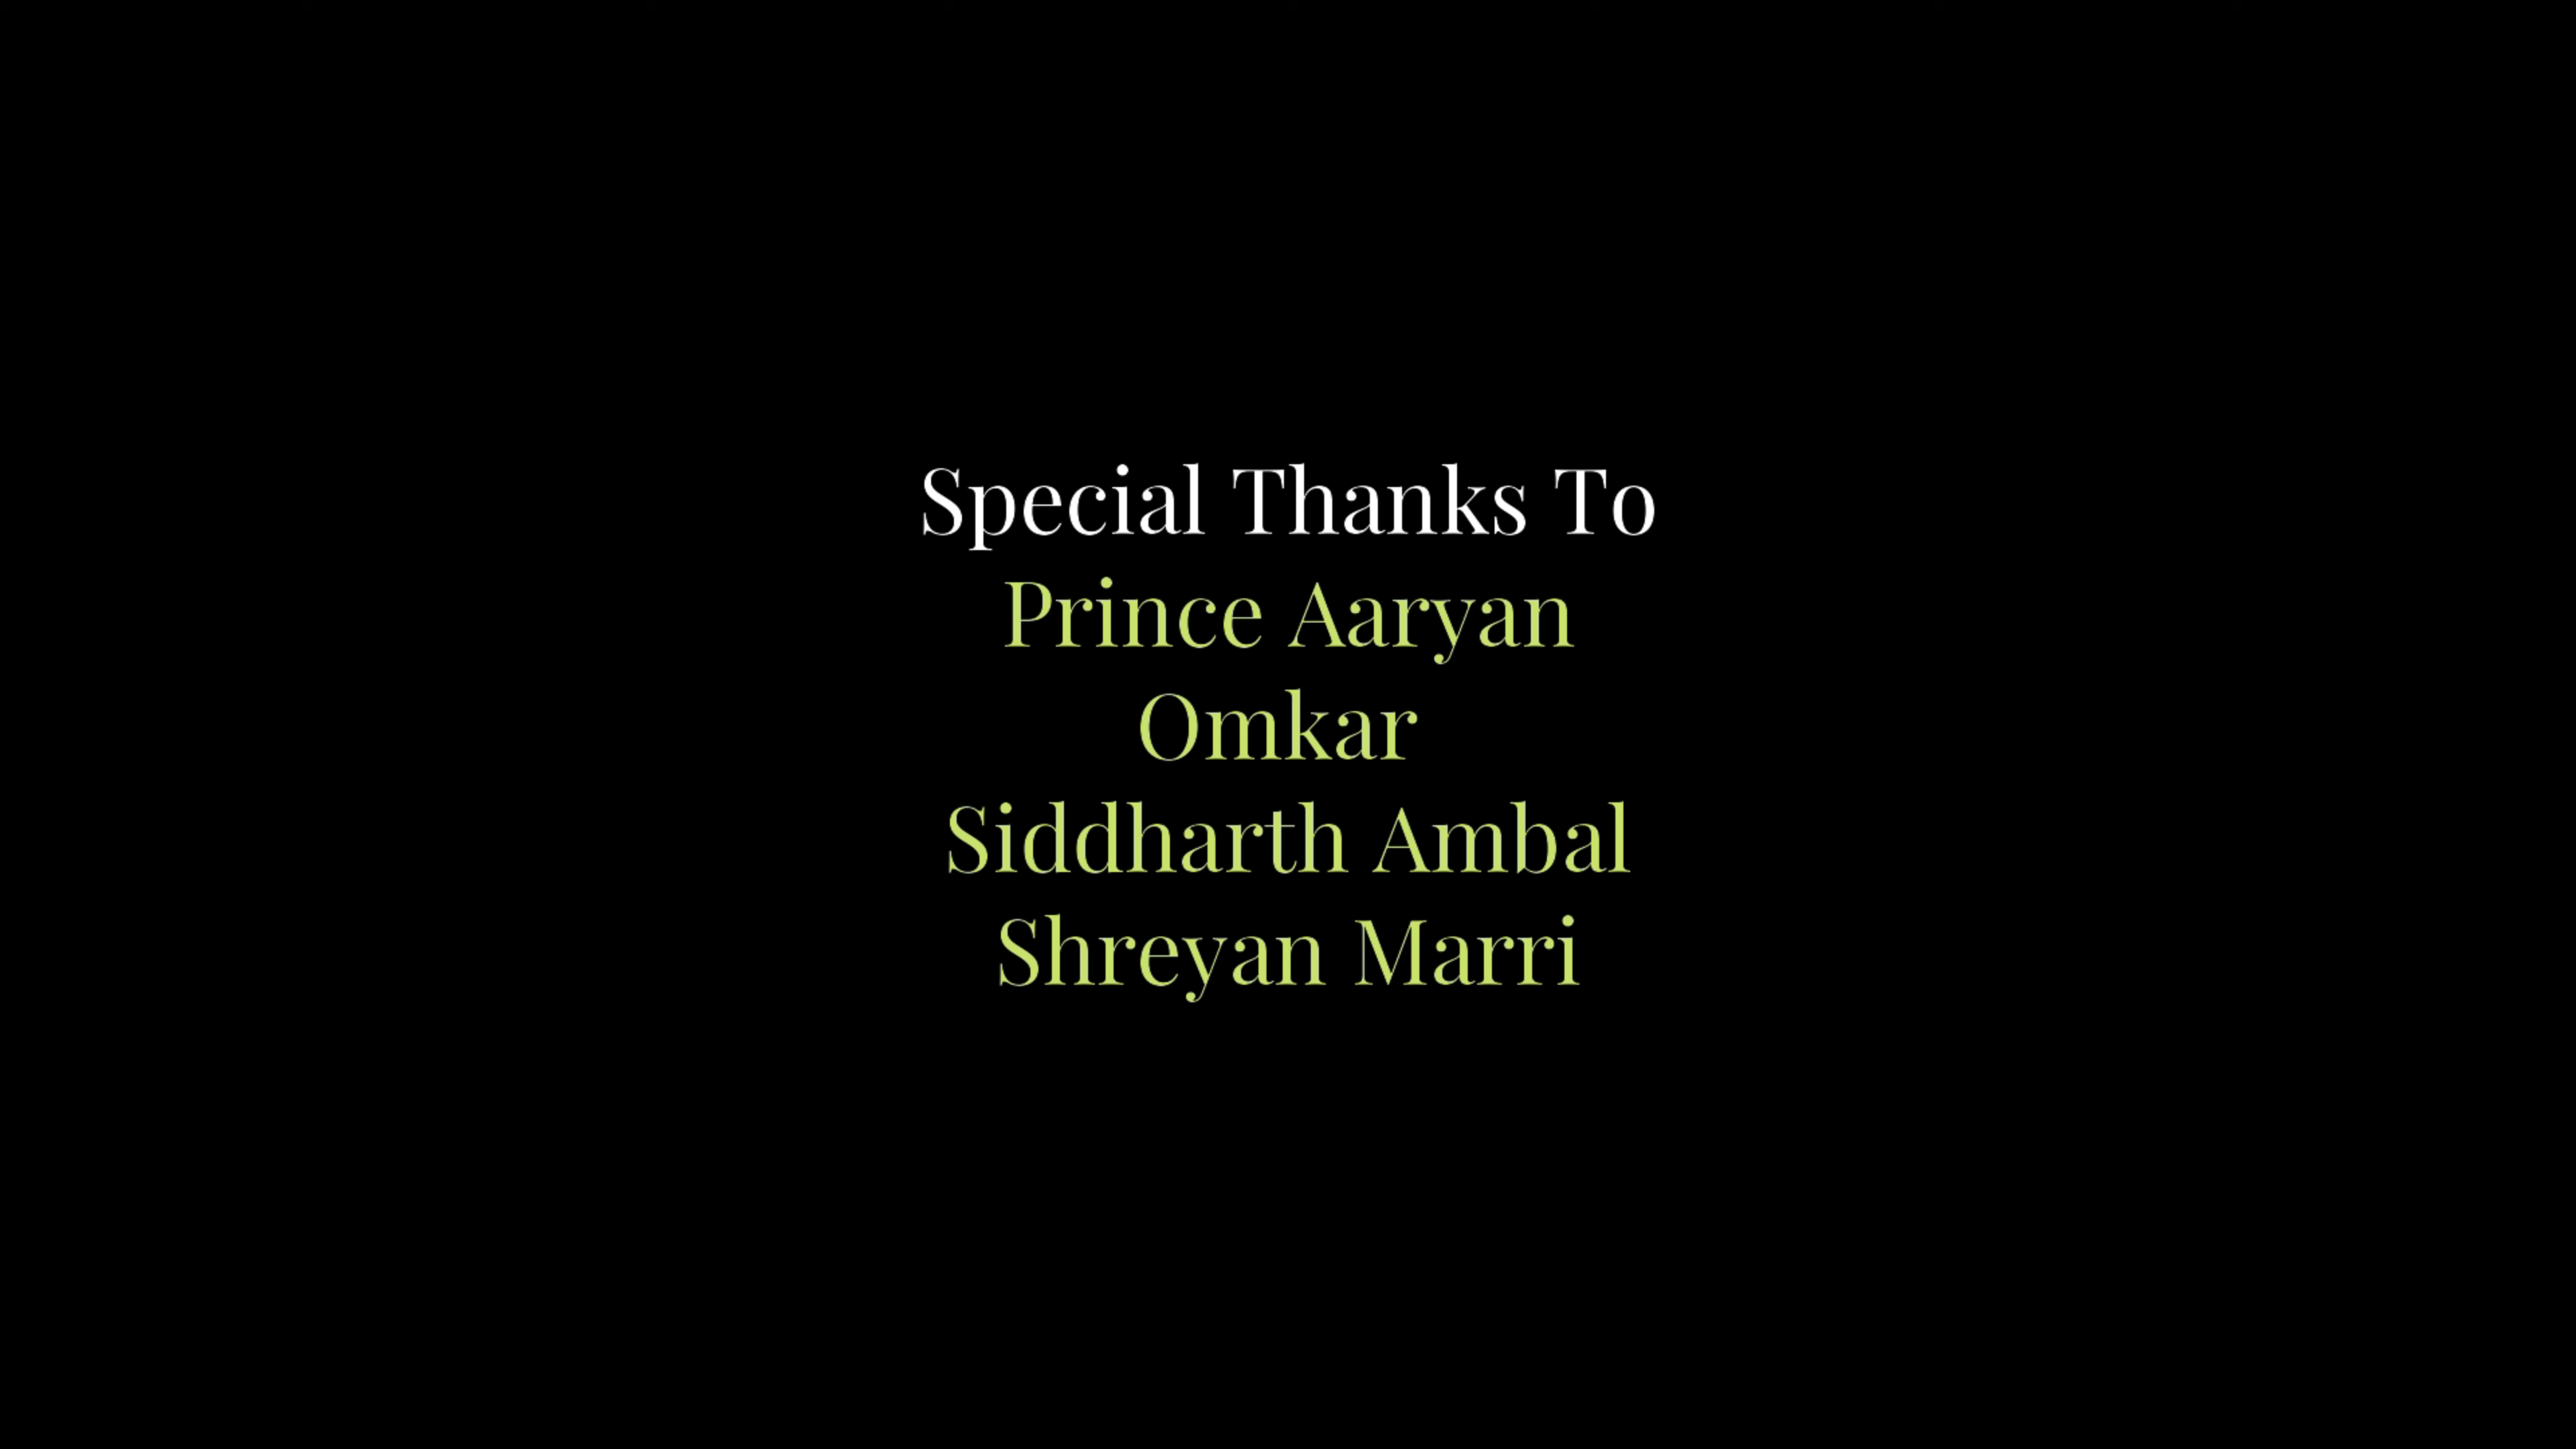 Special Thanks To
Prince Aaryan
Omkar
Siddharth Ambal
Shreyan Marri